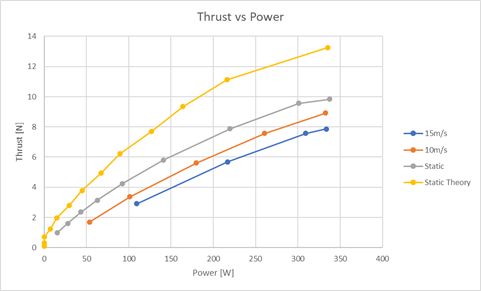 Thrust vs Power
14
12
10
8
6
4
2
0
Thrust [N]
0 50 100 150 200 250 300 350 400
Power [W]
15m/s
10m/s
Static
Static Theory